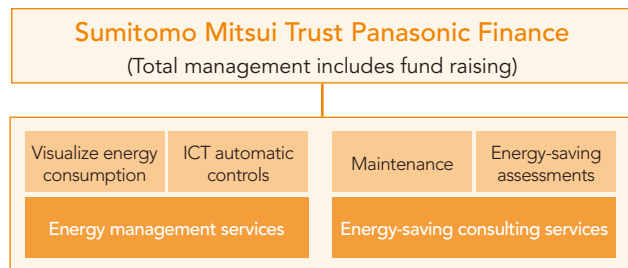 Sumitomo Mitsui Trust Panasonic Finance
(Total management includes fund raising)
Visualize energy
consumption
ICT automatic
controls
Maintenance
Energy-saving
assessments
Energy management services
Energy-saving consulting services